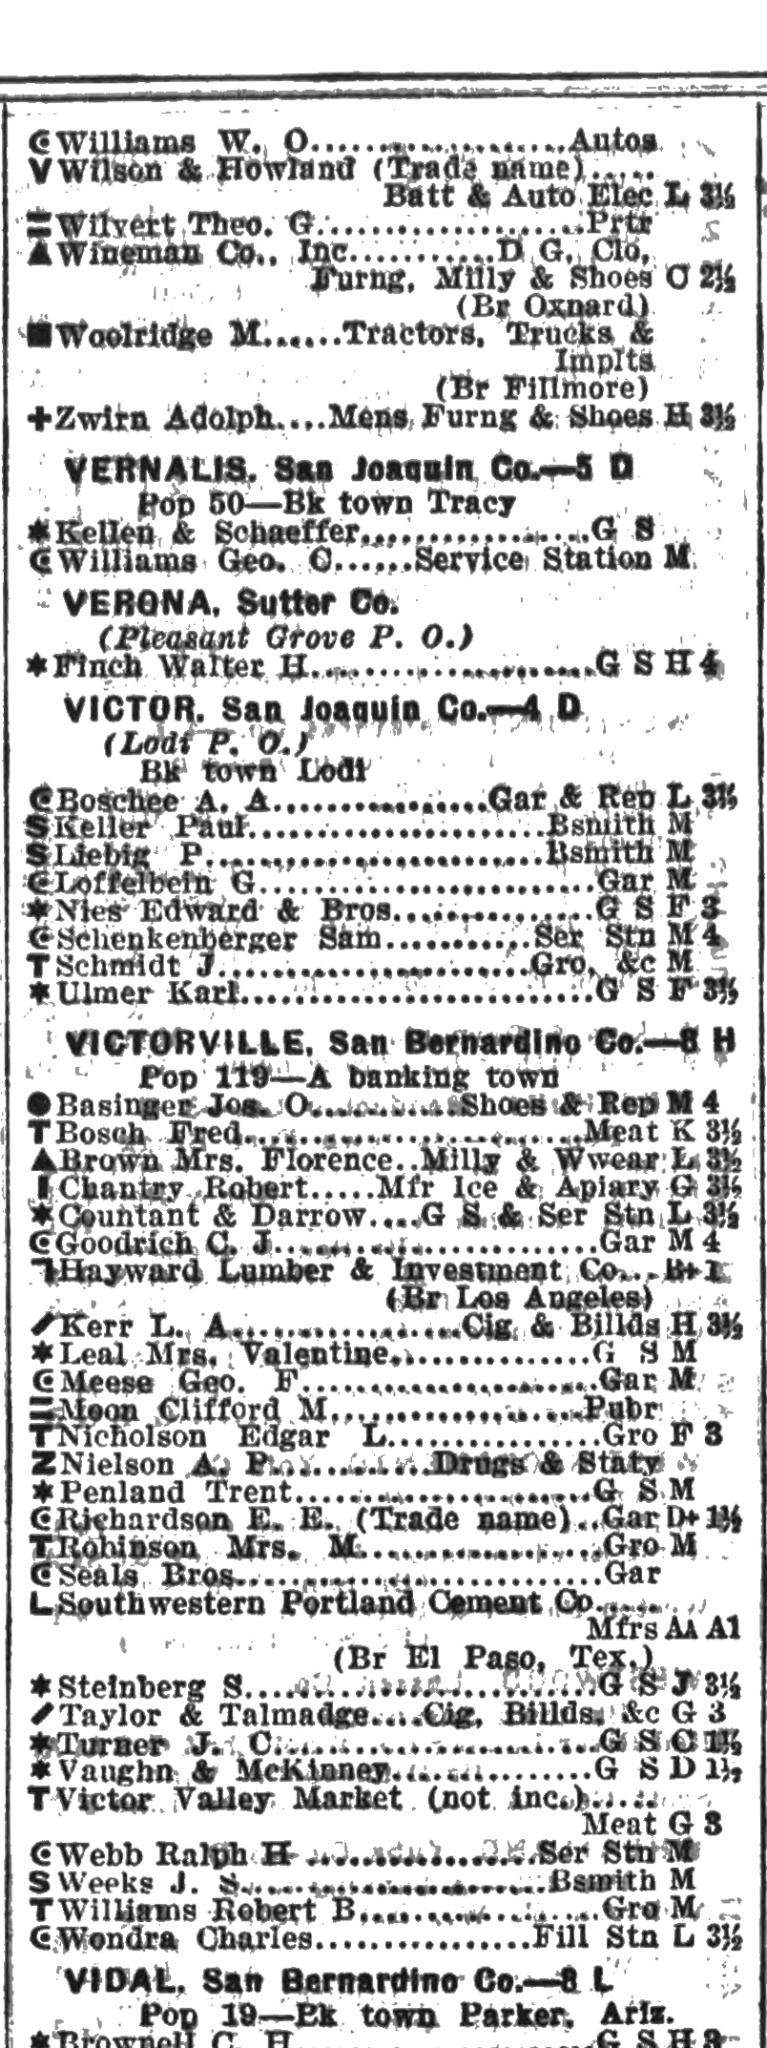 Williams W. O..................Autos
V Wilson & Howland (Trade name).....
Batt & Auto Elec L 3½
Wilvert Theo. G....................Prtr
▲ Wineman Co., Inc...........D G, Clo,
Furng, Milly & Shoes O 2½
(Br Oxnard)
■ Woolridge M......Tractors, Trucks &
Implts
(Br Fillmore)
+ Zwirn Adolph....Mens Furng & Shoes H 3½
VERNALIS, San Joaquin Co.—5 D
Pop 50—Bk town Tracy
* Kellen & Schaeffer.................G S
Є Williams Geo. C......Service Station M
VERONA, Sutter Co.
(Pleasant Grove P. O.)
* Finch Walter H.....................G S H 4
VICTOR, San Joaquin Co.—4 D
(Lodi P. O.)
Bk town Lodi
Є Boschee A. A................Gar & Rep L 3½
S Keller Paul......................Bsmith M
S Liebig P.........................Bsmith M
Є Loffelbein G.........................Gar M
* Nies Edward & Bros...............G S F 3
Є Schenkenberger Sam...........Ser Stn M 4
T Schmidt J.......................Gro, &c M
* Ulmer Karl..........................G S F 3½
VICTORVILLE, San Bernardino Co.—8 H
Pop 119—A banking town
● Basinger Jos. O...........Shoes & Rep M 4
T Bosch Fred.........................Meat K 3½
▲ Brown Mrs. Florence..Milly & Wwear L 3½
Chantry Robert.....Mfr Ice & Apiary G 3½
* Countant & Darrow....G S & Ser Stn L 3½
Є Goodrich C. J........................Gar M 4
Hayward Lumber & Investment Co... B+ 1
(Br Los Angeles)
Kerr L. A.................Cig & Billds H 3½
* Leal Mrs. Valentine...............G S M
Є Meese Geo. F......................Gar M
Moon Clifford M...................Pubr
T Nicholson Edgar L................Gro F 3
Z Nielson A. P............Drugs & Staty
* Penland Trent......................G S M
Є Richardson E. E. (Trade name)..Gar D+ 1½
T Robinson Mrs. M..................Gro M
Є Seals Bros..........................Gar
L Southwestern Portland Cement Co.....
Mfrs AA A1
(Br El Paso, Tex.)
* Steinberg S.........................G S J 3½
Taylor & Talmadge....Cig, Billds, &c G 3
* Turner J. C........................G S C 1½
* Vaughn & McKinney...............G S D 1½
T Victor Valley Market (not inc.).....
Meat G 3
Є Webb Ralph H ................Ser Stn M
S Weeks J. S......................Bsmith M
T Williams Robert B.................Gro M
Є Wondra Charles................Fill Stn L 3½
VIDAL, San Bernardino Co.—8 L
Pop 19—Bk town Parker, Ariz.
* Brownell C. H......................G S H 3